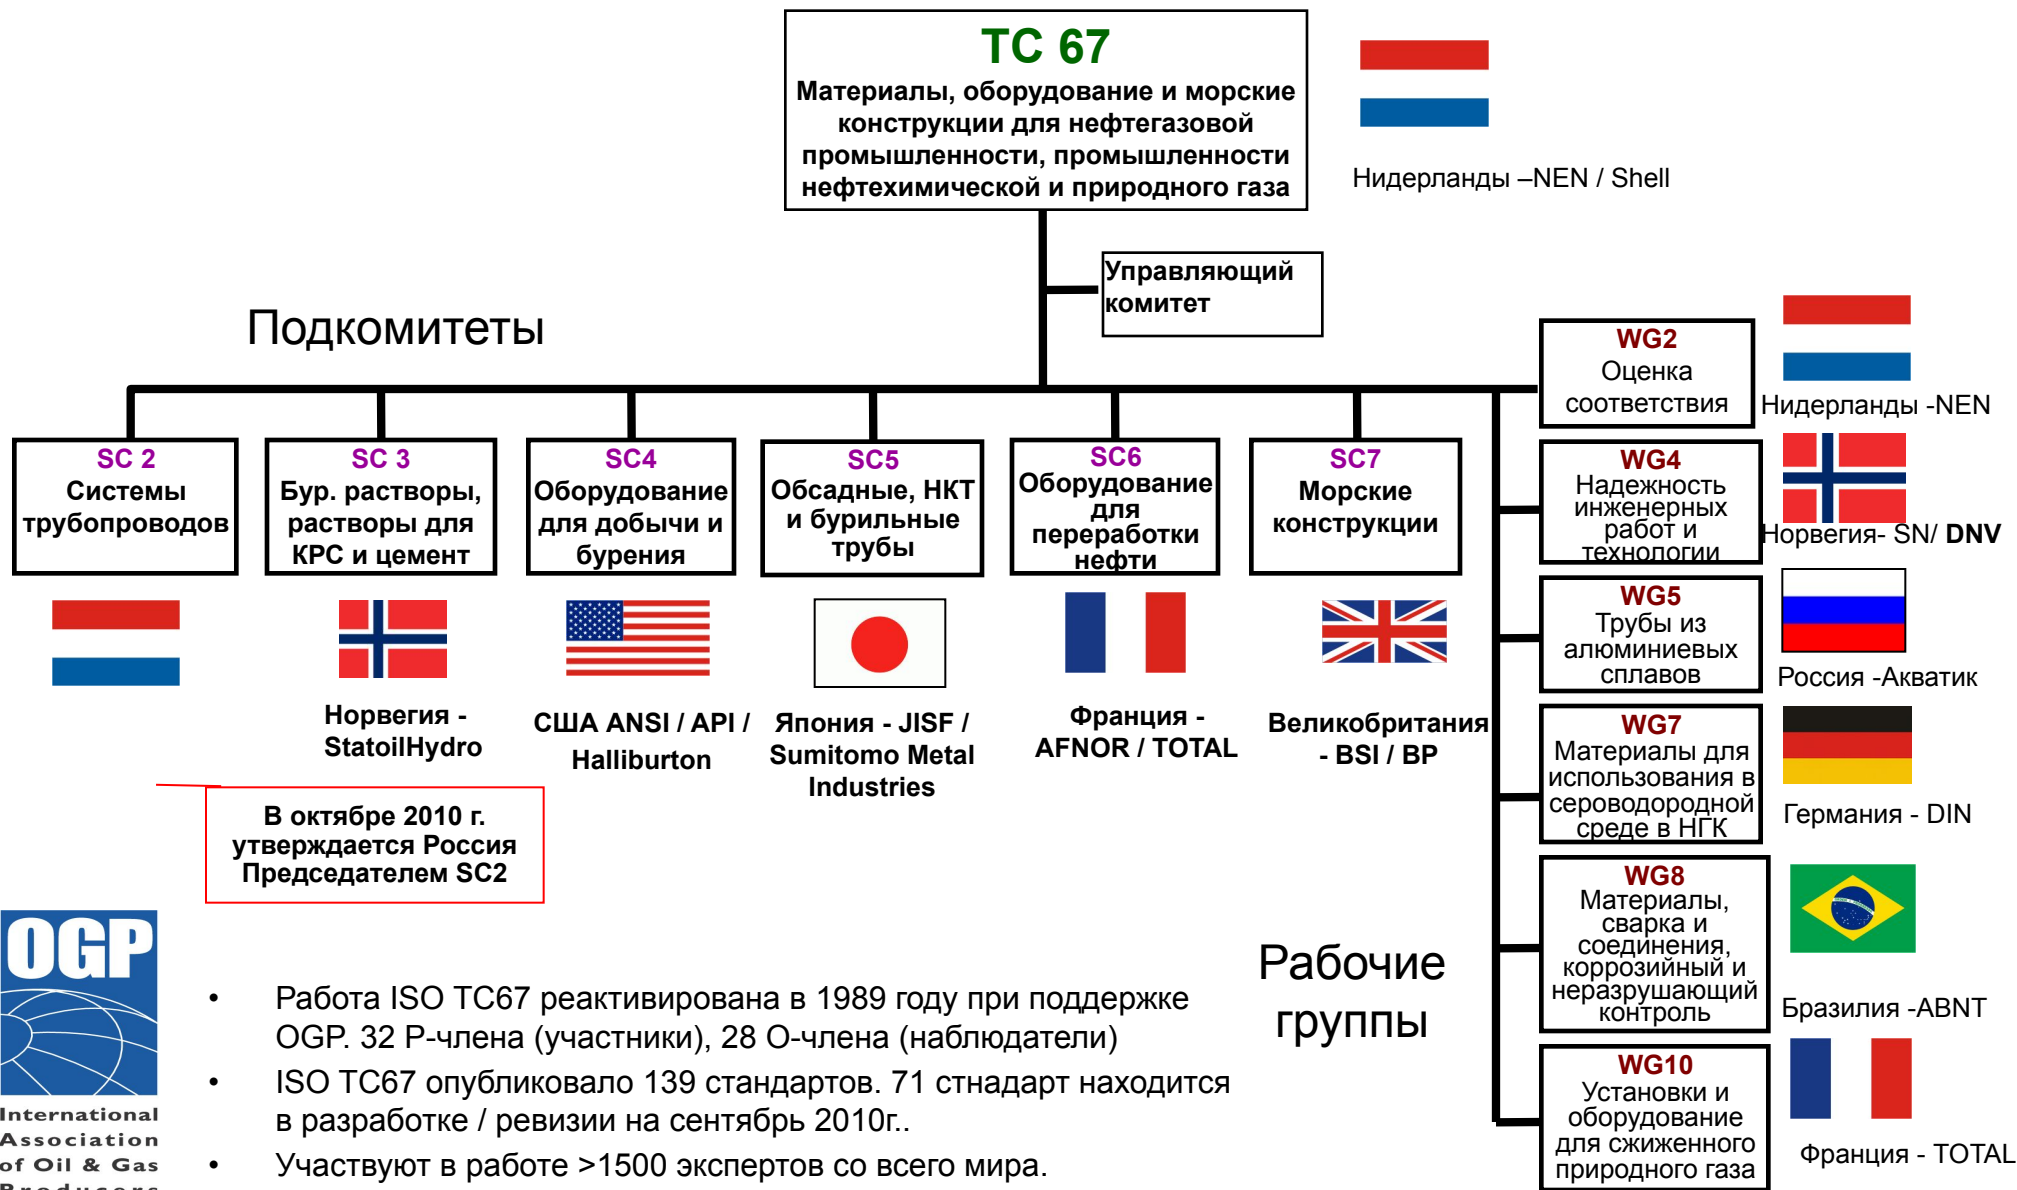 ТС 67
Материалы, оборудование и морские
конструкции для нефтегазовой
промышленности, промышленности
нефтехимической и природного газа
Нидерланды –NEN / Shell
Управляющий
комитет
Подкомитеты
SC 2
Системы
трубопроводов
SC 3
Бур. растворы,
растворы для
КРС и цемент
Норвегия -
StatoilHydro
SC4
Оборудование
для добычи и
бурения
США ANSI / API /
Halliburton
SC5
Обсадные, НКТ
и бурильные
трубы
Япония - JISF /
Sumitomo Metal
Industries
SC6
Оборудование
для
переработки
нефти
Франция -
AFNOR / TOTAL
SC7
Морские
конструкции
Великобритания
- BSI / BP
В октябре 2010 г.
утверждается Россия
Председателем SC2
WG2
Оценка
соответствия
Нидерланды -NEN
WG4
Надежность
инженерных
работ и
технологии
Норвегия- SN/ DNV
WG5
Трубы из
алюминиевых
сплавов
Россия -Акватик
WG7
Материалы для
использования в
сероводородной
среде в НГК
Германия - DIN
WG8
Материалы,
сварка и
соединения,
коррозийный и
неразрушающий
контроль
Бразилия -ABNT
WG10
Установки и
оборудование
для сжиженного
природного газа
Франция - TOTAL
Рабочие
группы
OGP
International
Association
of Oil & Gas
Producers
• Работа ISO TC67 реактивирована в 1989 году при поддержке
OGP. 32 Р-члена (участники), 28 О-члена (наблюдатели)
• ISO TC67 опубликовало 139 стандартов. 71 стнадарт находится
в разработке / ревизии на сентябрь 2010г..
• Участвуют в работе >1500 экспертов со всего мира.